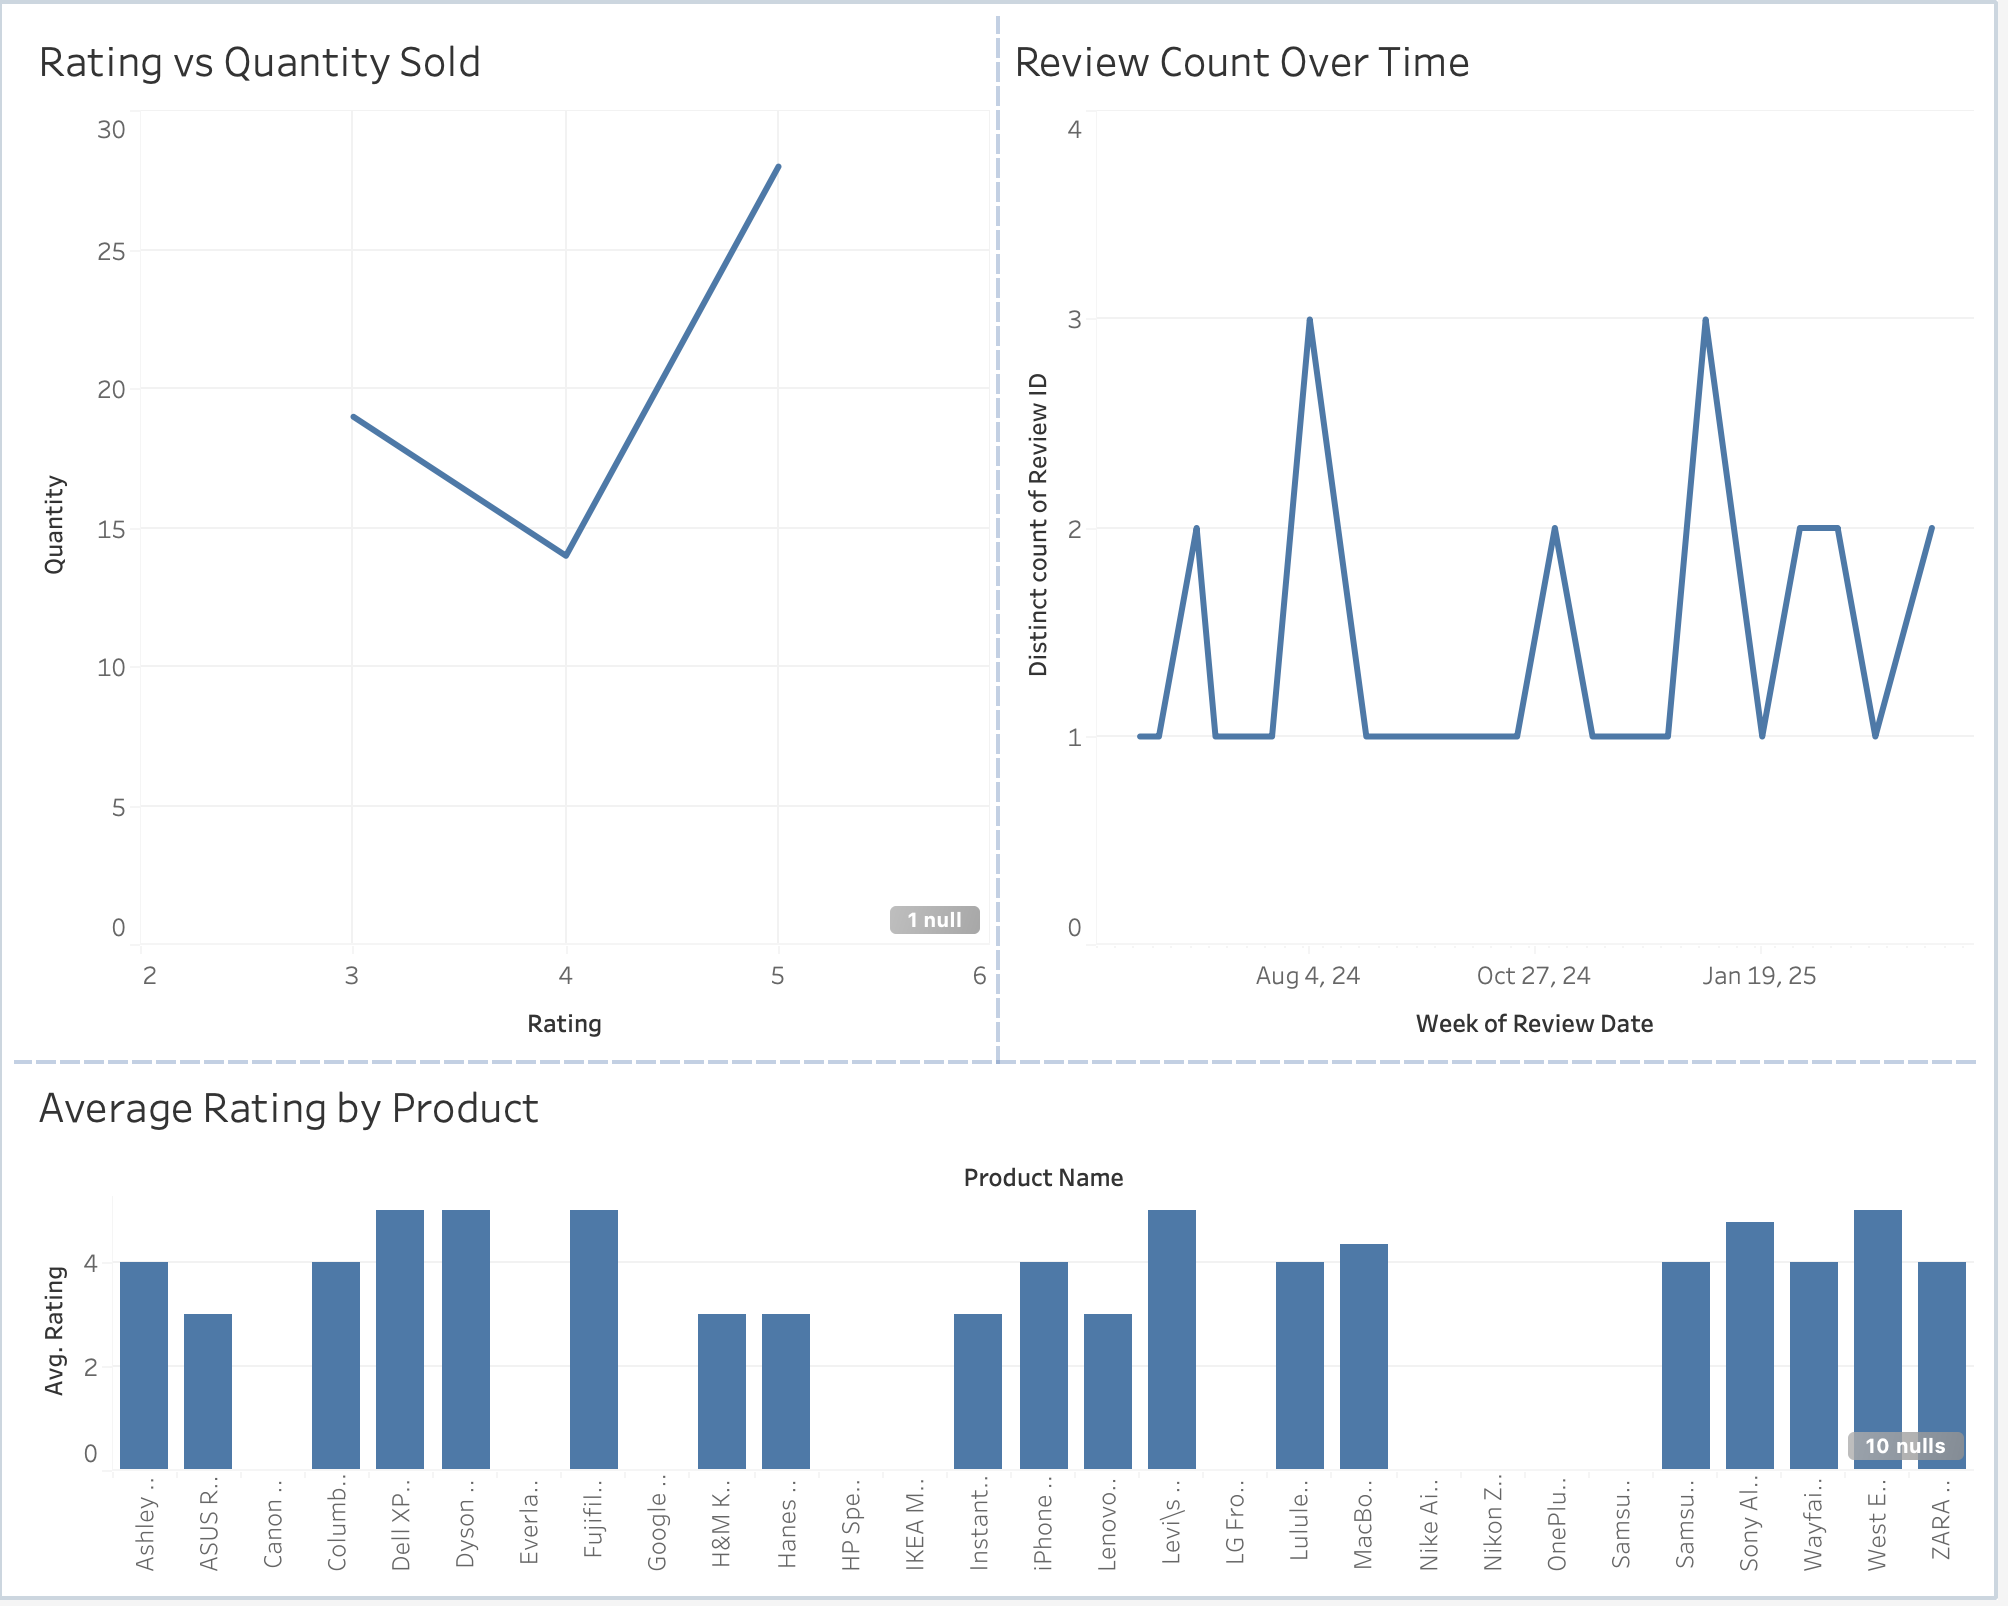 Rating vs Quantity Sold
30
25
20
15
10
5
0
Quantity
1 null
2 3 4 5 6
Rating
Review Count Over Time
4
3
2
1
0
Distinct count of Review ID
Aug 4, 24 Oct 27, 24 Jan 19, 25
Week of Review Date
Average Rating by Product
Product Name
4
2
0
Avg. Rating
10 nulls
Ashley ..
ASUS R..
Canon ..
Columb..
Dell XP..
Dyson ..
Everla..
Fujifil..
Google ..
H&M K..
Hanes ..
HP Spe..
IKEA M..
Instant..
iPhone ..
Lenovo..
Levi\s ..
LG Fro..
Lulule..
MacBo..
Nike Ai..
Nikon Z..
OnePlu..
Samsu..
Samsu..
Sony Al..
Wayfai..
West E..
ZARA ..